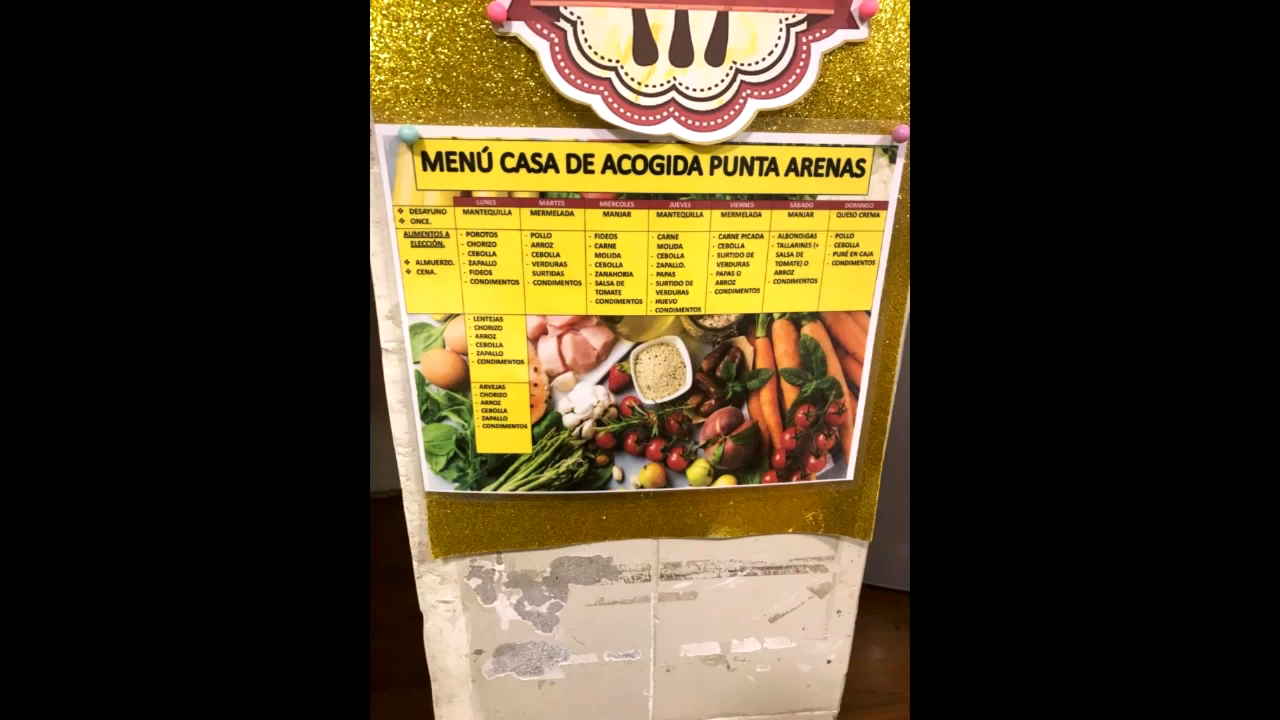 MENÚ CASA DE ACOGIDA PUNTA ARENAS
LUNES MARTES MIÉRCOLES JUEVES VIERNES SÁBADO DOMINGO
❖ DESAYUNO
❖ ONCE.
MANTEQUILLA MERMELADA MANJAR MANTEQUILLA MERMELADA MANJAR QUESO CREMA
ALIMENTOS A
ELECCIÓN.
❖ ALMUERZO.
❖ CENA.
- POROTOS
- CHORIZO
- CEBOLLA
- ZAPALLO
- FIDEOS
- CONDIMENTOS
- POLLO
- ARROZ
- CEBOLLA
- VERDURAS
SURTIDAS
- CONDIMENTOS
- FIDEOS
- CARNE
MOLIDA
- CEBOLLA
- ZANAHORIA
- SALSA DE
TOMATE
- CONDIMENTOS
- CARNE
MOLIDA
- CEBOLLA
- ZAPALLO.
- PAPAS
- SURTIDO DE
VERDURAS
- HUEVO
- CONDIMENTOS
- CARNE PICADA
- CEBOLLA
- SURTIDO DE
VERDURAS
- PAPAS O
ARROZ
- CONDIMENTOS
- ALBONDIGAS
- TALLARINES (+
SALSA DE
TOMATE) O
ARROZ
- CONDIMENTOS
- POLLO
- CEBOLLA
- PURÉ EN CAJA
- CONDIMENTOS
- LENTEJAS
- CHORIZO
- ARROZ
- CEBOLLA
- ZAPALLO
- CONDIMENTOS
- ARVEJAS
- CHORIZO
- ARROZ
- CEBOLLA
- ZAPALLO
- CONDIMENTOS